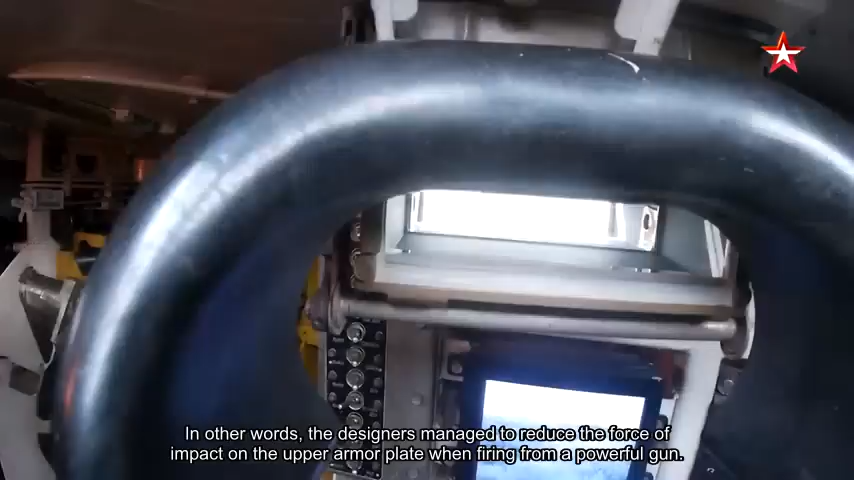 In other words, the designers managed to reduce the force of
impact on the upper armor plate when firing from a powerful gun.